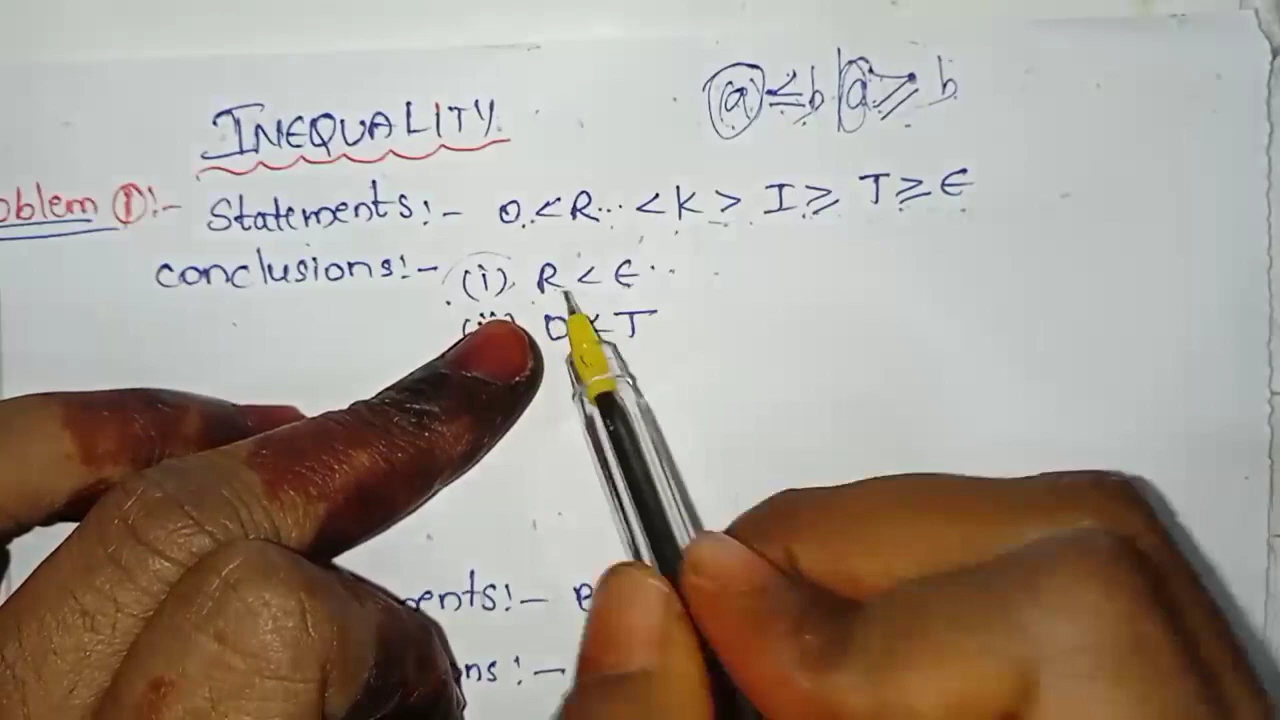 a ≤ b | a ≥ b
INEQUALITY
oblem ①:- Statements:- O < R < K > I ≥ T ≥ E
conclusions:- (i) R < E
O < T
ents:-
ns:-